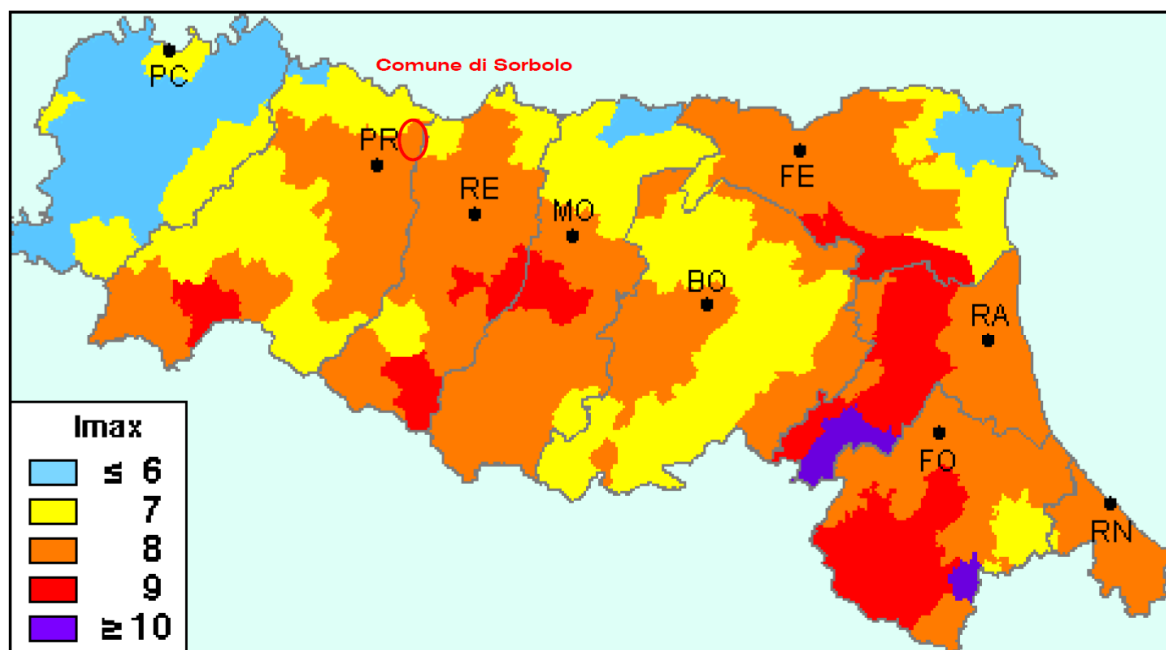 Comune di Sorbolo
PC
PR
RE
MO
FE
BO
RA
FO
RN
Imax
≤ 6
7
8
9
≥ 10